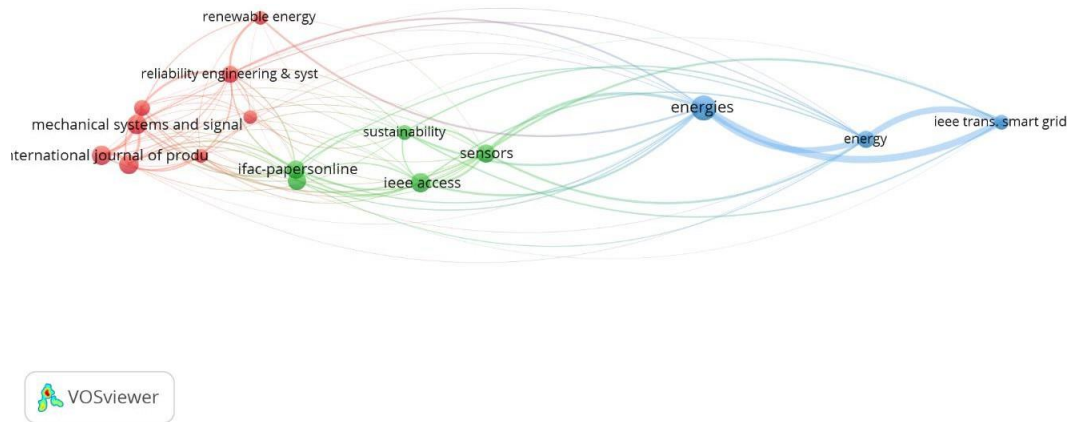 renewable energy
reliability engineering & syst
energies
mechanical systems and signal
ieee trans. smart grid
sustainability
energy
sensors
nternational journal of produ
ifac-papersonline
ieee access
VOSviewer